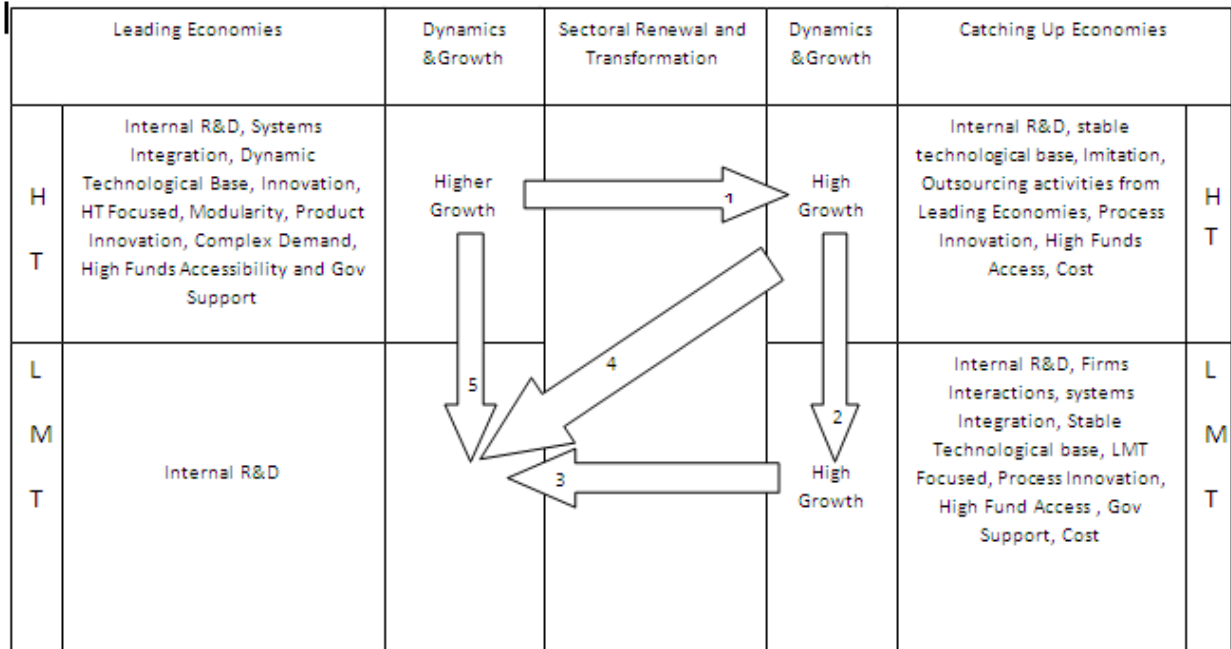 Leading Economies
Dynamics
&Growth
Sectoral Renewal and
Transformation
Dynamics
&Growth
Catching Up Economies
H
T
Internal R&D, Systems
Integration, Dynamic
Technological Base, Innovation,
HT Focused, Modularity, Product
Innovation, Complex Demand,
High Funds Accessibility and Gov
Support
Higher
Growth
1
High
Growth
Internal R&D, stable
technological base, Imitation,
Outsourcing activities from
Leading Economies, Process
Innovation, High Funds
Access, Cost
H
T
L
M
T
Internal R&D
5
4
3
2
High
Growth
Internal R&D, Firms
Interactions, systems
Integration, Stable
Technological base, LMT
Focused, Process Innovation,
High Fund Access , Gov
Support, Cost
L
M
T